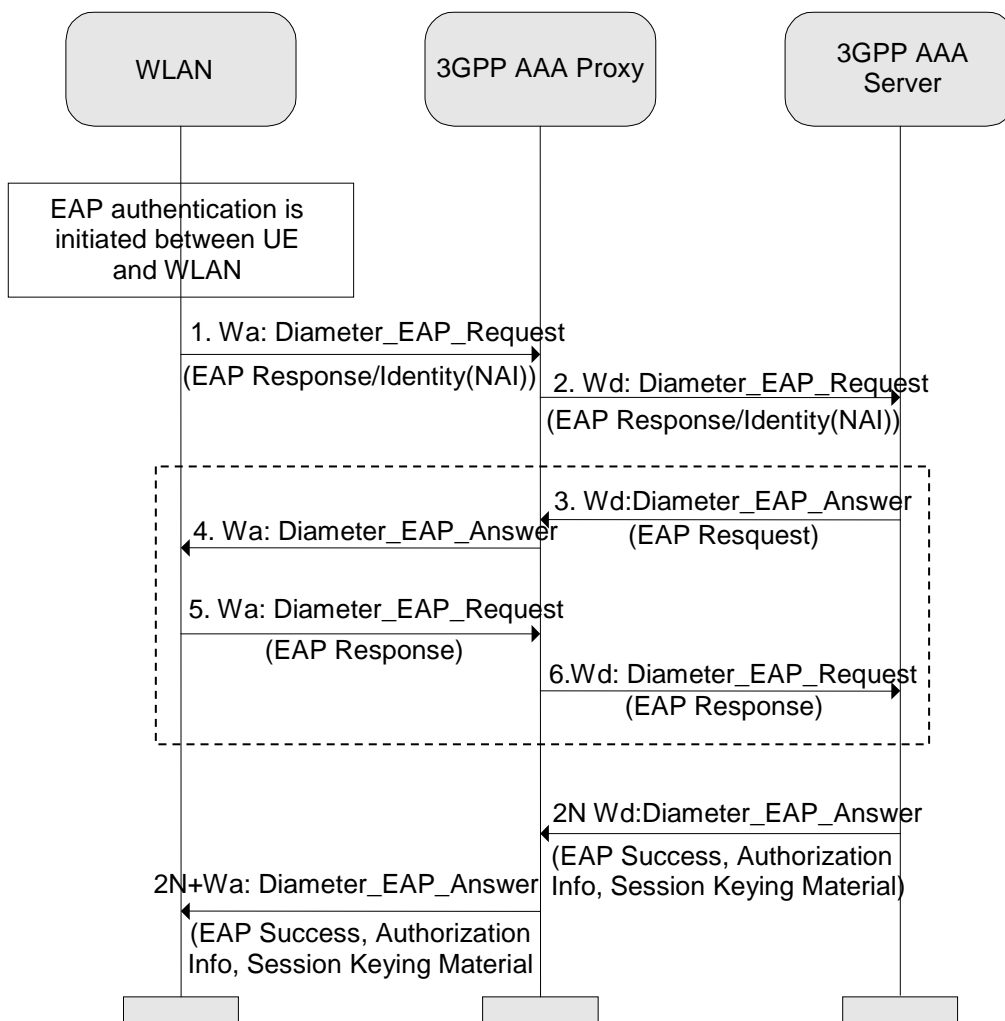 WLAN
3GPP AAA Proxy
3GPP AAA
Server
EAP authentication is
initiated between UE
and WLAN
1. Wa: Diameter_EAP_Request
(EAP Response/Identity(NAI))
2. Wd: Diameter_EAP_Request
(EAP Response/Identity(NAI))
3. Wd:Diameter_EAP_Answer
(EAP Resquest)
4. Wa: Diameter_EAP_Answer
5. Wa: Diameter_EAP_Request
(EAP Response)
6.Wd: Diameter_EAP_Request
(EAP Response)
2N Wd:Diameter_EAP_Answer
(EAP Success, Authorization
Info, Session Keying Material)
2N+Wa: Diameter_EAP_Answer
(EAP Success, Authorization
Info, Session Keying Material